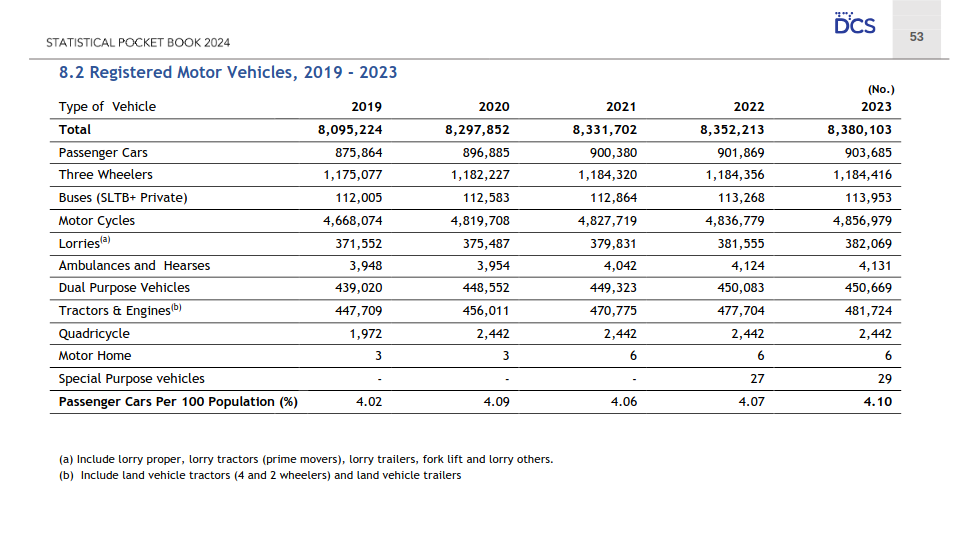 DCS
STATISTICAL POCKET BOOK 2024
53
8.2 Registered Motor Vehicles, 2019 - 2023
(No.)
Type of Vehicle 2019 2020 2021 2022 2023
Total 8,095,224 8,297,852 8,331,702 8,352,213 8,380,103
Passenger Cars 875,864 896,885 900,380 901,869 903,685
Three Wheelers 1,175,077 1,182,227 1,184,320 1,184,356 1,184,416
Buses (SLTB+ Private) 112,005 112,583 112,864 113,268 113,953
Motor Cycles 4,668,074 4,819,708 4,827,719 4,836,779 4,856,979
Lorries(a) 371,552 375,487 379,831 381,555 382,069
Ambulances and Hearses 3,948 3,954 4,042 4,124 4,131
Dual Purpose Vehicles 439,020 448,552 449,323 450,083 450,669
Tractors & Engines(b) 447,709 456,011 470,775 477,704 481,724
Quadricycle 1,972 2,442 2,442 2,442 2,442
Motor Home 3 3 6 6 6
Special Purpose vehicles - - - 27 29
Passenger Cars Per 100 Population (%) 4.02 4.09 4.06 4.07 4.10
(a) Include lorry proper, lorry tractors (prime movers), lorry trailers, fork lift and lorry others.
(b) Include land vehicle tractors (4 and 2 wheelers) and land vehicle trailers